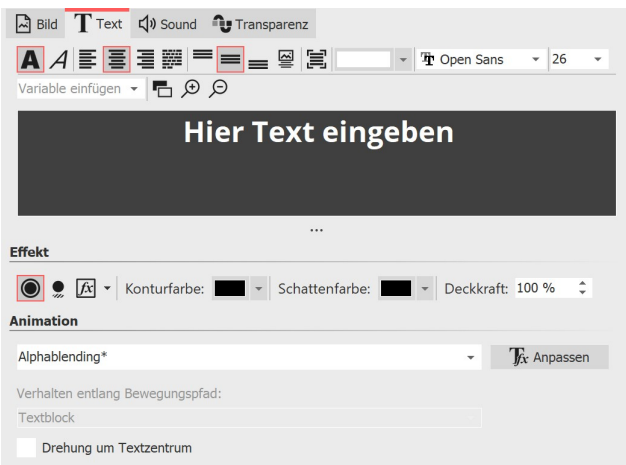 Bild Text Sound Transparenz
Open Sans 26
Variable einfügen
Hier Text eingeben
...
Effekt
fx Konturfarbe: Schattenfarbe: Deckkraft: 100 %
Animation
Alphablending* Anpassen
Verhalten entlang Bewegungspfad:
Textblock
Drehung um Textzentrum